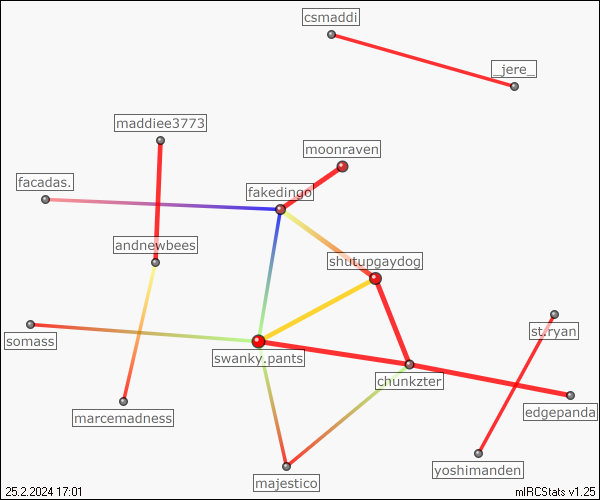 csmaddi
_jere_
maddiee3773
moonraven
facadas.
fakedingo
andnewbees
shutupgaydog
st.ryan
somass
swanky.pants
chunkzter
edgepanda
marcemadness
yoshimanden
majestico
25.2.2024 17:01
mIRCStats v1.25